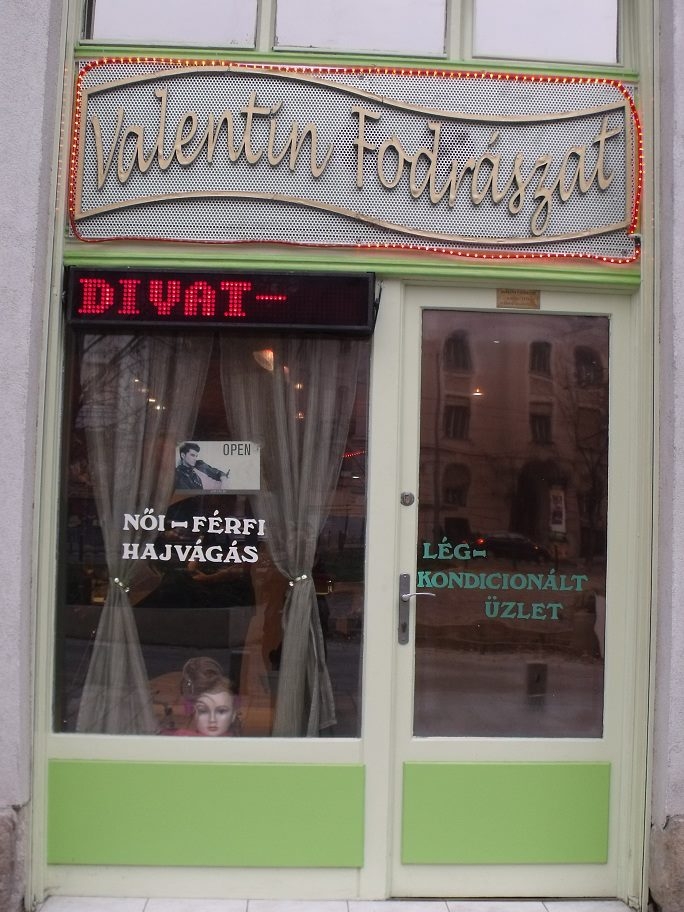 Valentin Fodrászat
DIVAT-
OPEN
NŐI - FÉRFI
HAJVÁGÁS
LÉG-
KONDICIONÁLT
ÜZLET